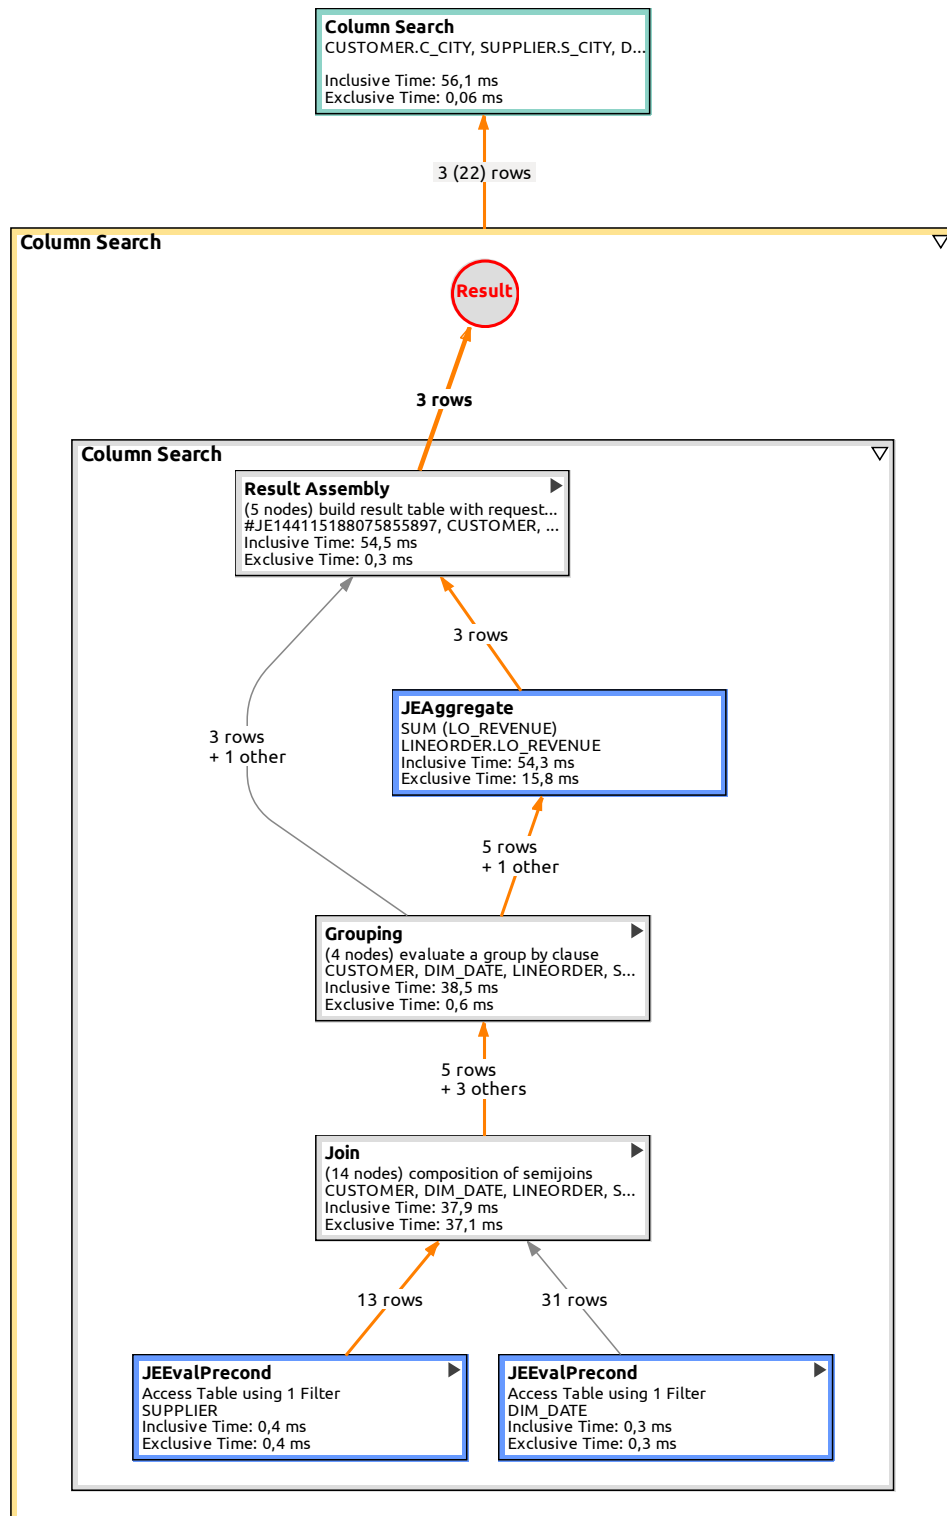 Column Search
CUSTOMER.C_CITY, SUPPLIER.S_CITY, D...
Inclusive Time: 56,1 ms
Exclusive Time: 0,06 ms
3 (22) rows
Column Search
Result
3 rows
Column Search
Result Assembly
(5 nodes) build result table with request...
#JE144115188075855897, CUSTOMER, ...
Inclusive Time: 54,5 ms
Exclusive Time: 0,3 ms
3 rows
JEAggregate
SUM (LO_REVENUE)
LINEORDER.LO_REVENUE
Inclusive Time: 54,3 ms
Exclusive Time: 15,8 ms
3 rows
+ 1 other
5 rows
+ 1 other
Grouping
(4 nodes) evaluate a group by clause
CUSTOMER, DIM_DATE, LINEORDER, S...
Inclusive Time: 38,5 ms
Exclusive Time: 0,6 ms
5 rows
+ 3 others
Join
(14 nodes) composition of semijoins
CUSTOMER, DIM_DATE, LINEORDER, S...
Inclusive Time: 37,9 ms
Exclusive Time: 37,1 ms
13 rows
31 rows
JEEvalPrecond
Access Table using 1 Filter
SUPPLIER
Inclusive Time: 0,4 ms
Exclusive Time: 0,4 ms
JEEvalPrecond
Access Table using 1 Filter
DIM_DATE
Inclusive Time: 0,3 ms
Exclusive Time: 0,3 ms